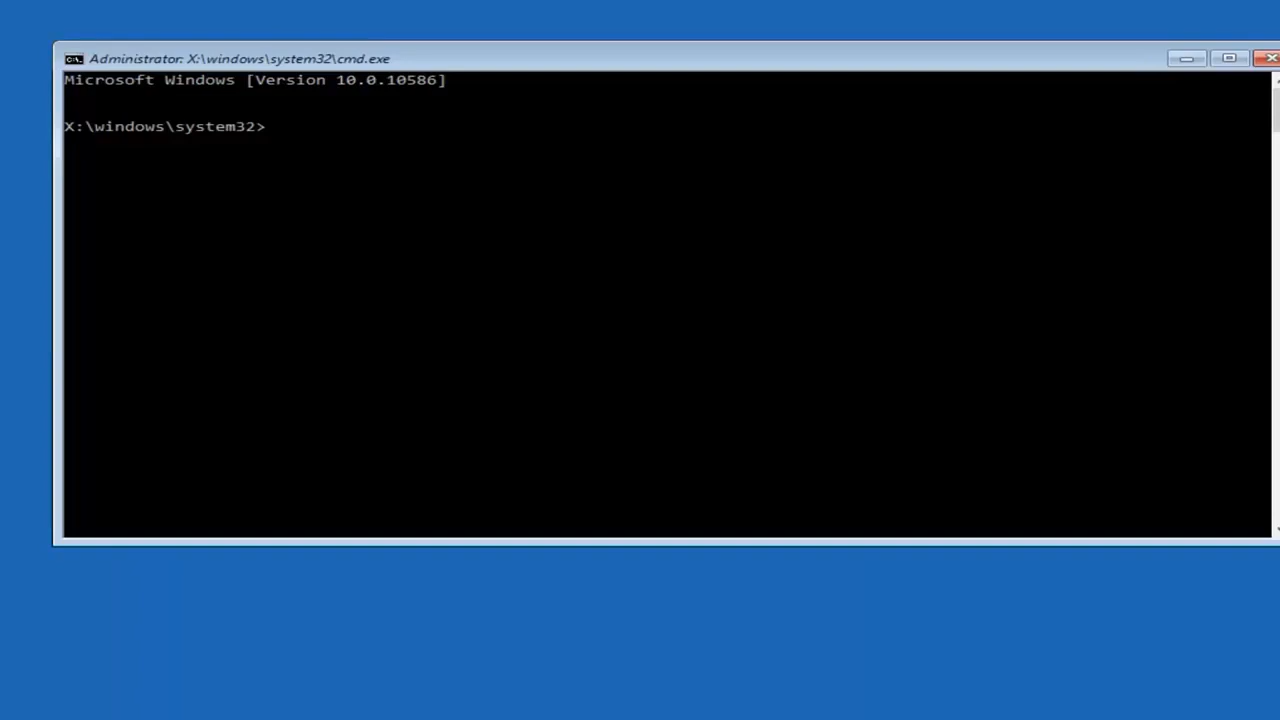 Administrator: X:\windows\system32\cmd.exe
Microsoft Windows [Version 10.0.10586]
X:\windows\system32>